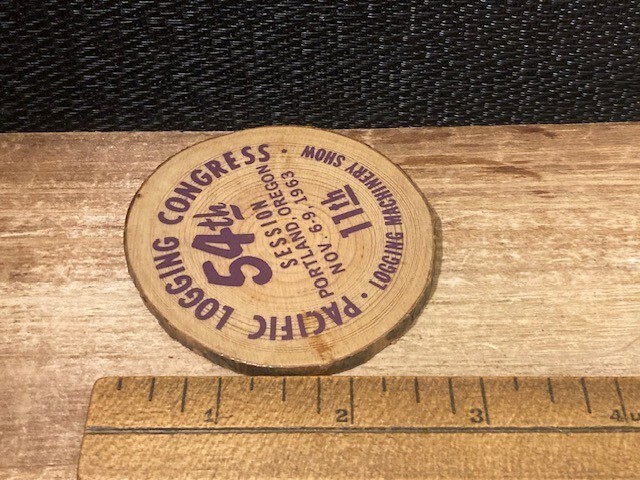 PACIFIC LOGGING CONGRESS •
LOGGING MACHINERY SHOW •
54th
SESSION
PORTLAND, OREGON
NOV. 6-9, 1963
11th
1 2 3 4